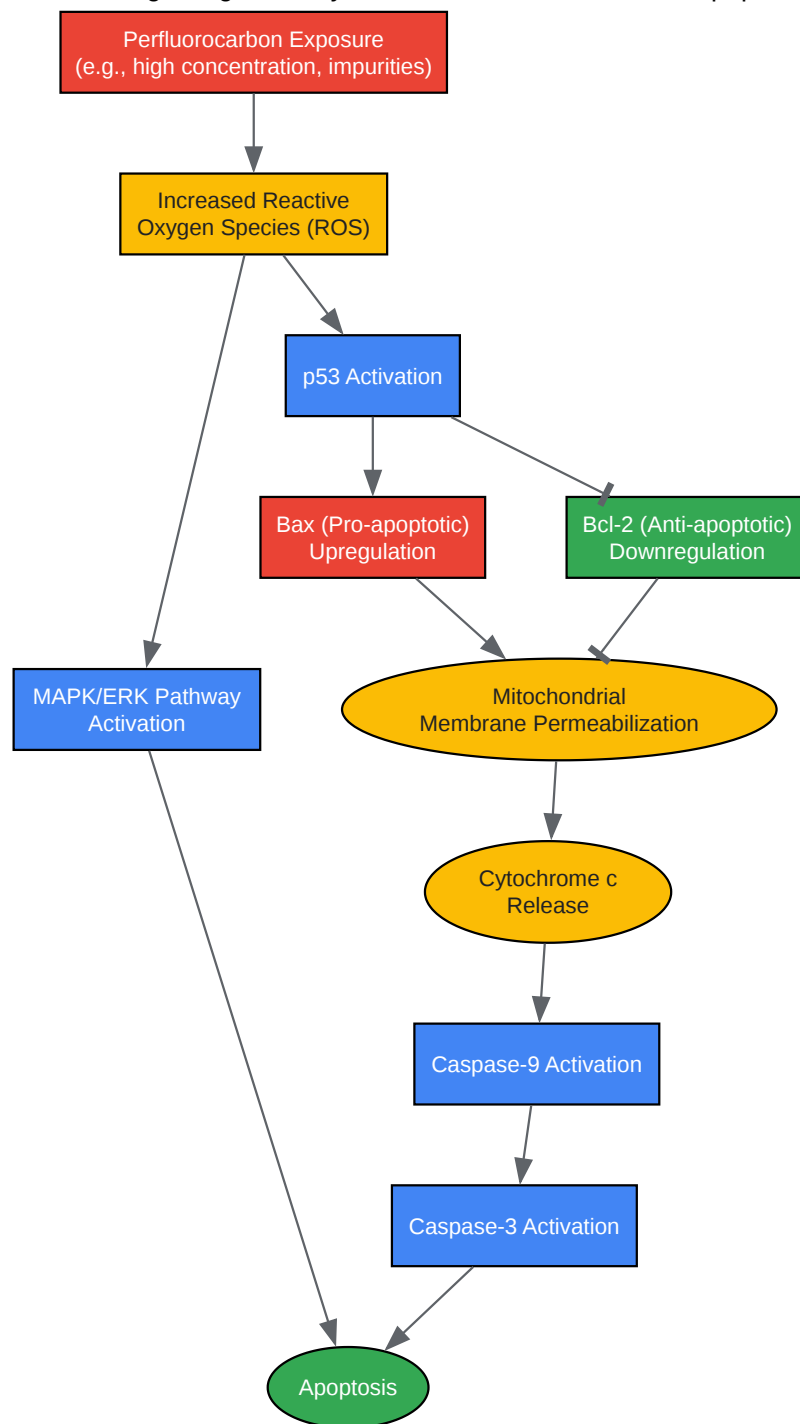 Perfluorocarbon Exposure
(e.g., high concentration, impurities)
Increased Reactive
Oxygen Species (ROS)
p53 Activation
Bax (Pro-apoptotic)
Upregulation
Bcl-2 (Anti-apoptotic)
Downregulation
MAPK/ERK Pathway
Activation
Mitochondrial
Membrane Permeabilization
Cytochrome c
Release
Caspase-9 Activation
Caspase-3 Activation
Apoptosis